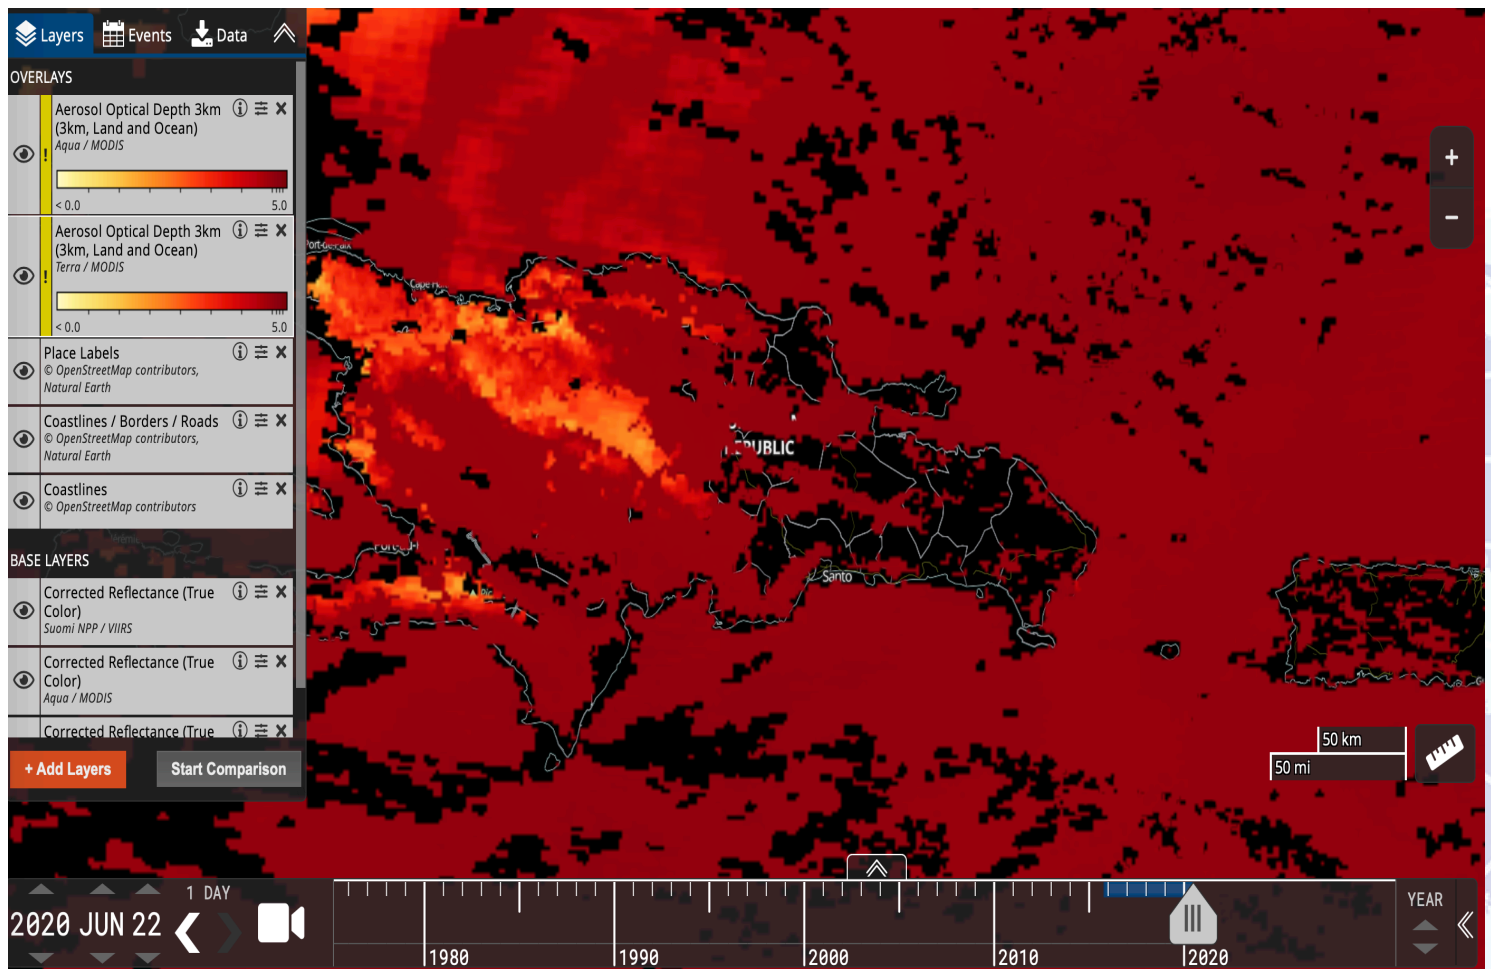 Layers
Events
Data
OVERLAYS
Aerosol Optical Depth 3km
(3km, Land and Ocean)
Aqua / MODIS
< 0.0
5.0
Aerosol Optical Depth 3km
(3km, Land and Ocean)
Terra / MODIS
< 0.0
5.0
Place Labels
© OpenStreetMap contributors,
Natural Earth
Coastlines / Borders / Roads
© OpenStreetMap contributors,
Natural Earth
Coastlines
© OpenStreetMap contributors
BASE LAYERS
Corrected Reflectance (True
Color)
Suomi NPP / VIIRS
Corrected Reflectance (True
Color)
Aqua / MODIS
Corrected Reflectance (True
+ Add Layers
Start Comparison
Santo
50 km
50 mi
1 DAY
2020 JUN 22
1980
1990
2000
2010
2020
YEAR